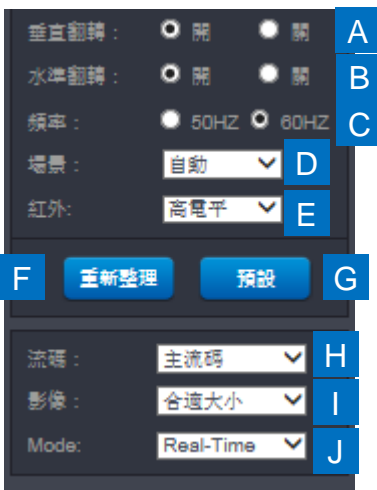 垂直翻轉： 開 關 A
水準翻轉： 開 關 B
頻率： 50HZ 60HZ C
場景： 自動 D
紅外: 高電平 E
F 重新整理 預設 G
流碼： 主流碼 H
影像： 合適大小 I
Mode: Real-Time J